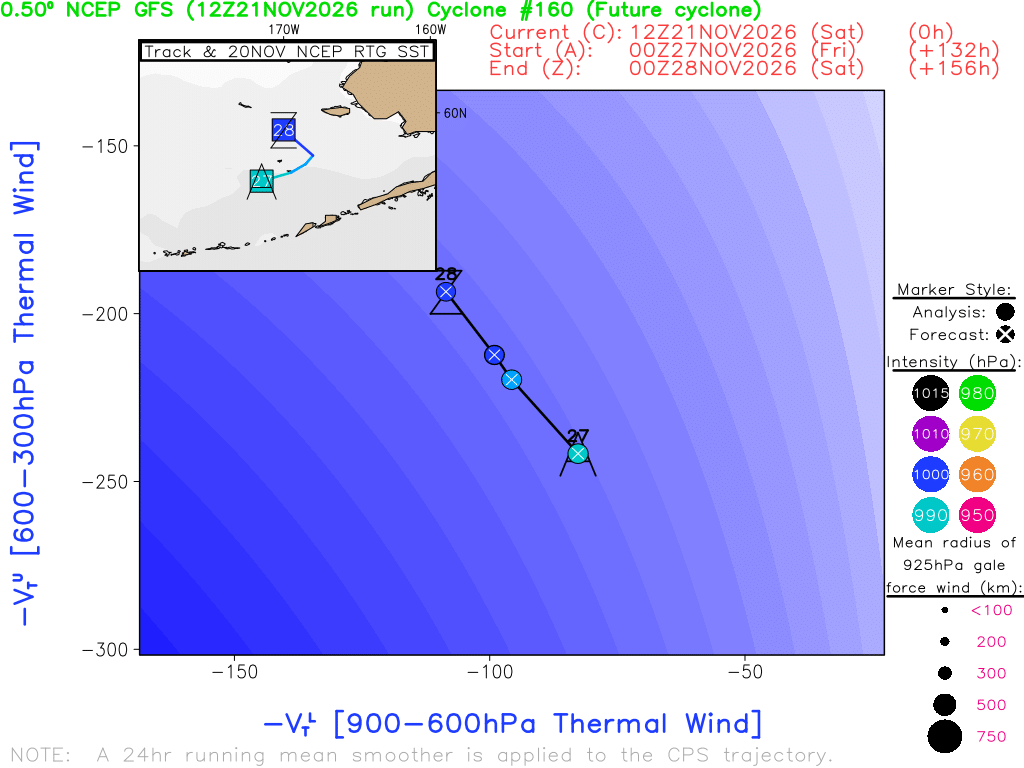 0.50° NCEP GFS (12Z21NOV2026 run) Cyclone #160 (Future cyclone)
170W 160W
Track & 20NOV NCEP RTG SST
Current (C): 12Z21NOV2026 (Sat) (0h)
Start (A): 00Z27NOV2026 (Fri) (+132h)
End (Z): 00Z28NOV2026 (Sat) (+156h)
60N
28
27
−150
−200
−250
−300
28
27
−150 −100 −50
−V_T^U [600−300hPa Thermal Wind]
−V_T^L [900−600hPa Thermal Wind]
Marker Style:
Analysis:
Forecast:
Intensity (hPa):
1015 980
1010 970
1000 960
990 950
Mean radius of
925hPa gale
force wind (km):
<100
200
300
500
750
NOTE: A 24hr running mean smoother is applied to the CPS trajectory.